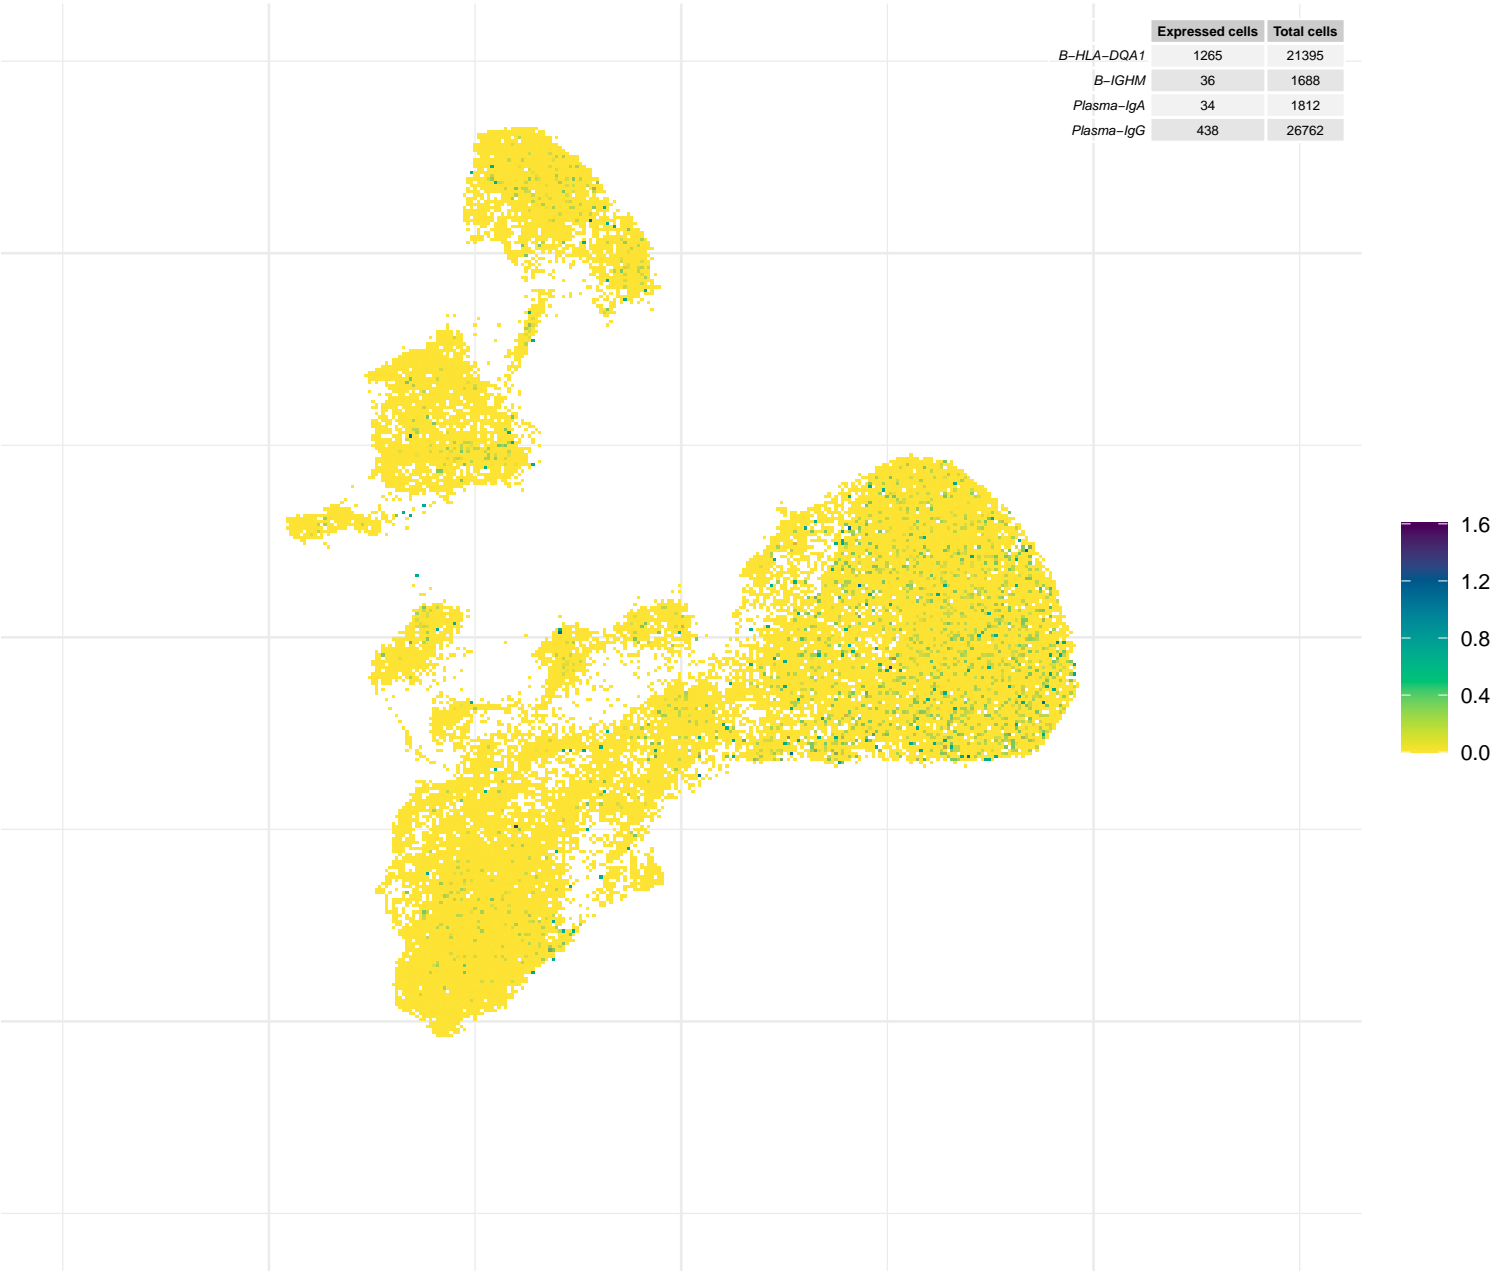 Expressed cells Total cells
B−HLA−DQA1 1265 21395
B−IGHM 36 1688
Plasma−IgA 34 1812
Plasma−IgG 438 26762
1.6
1.2
0.8
0.4
0.0